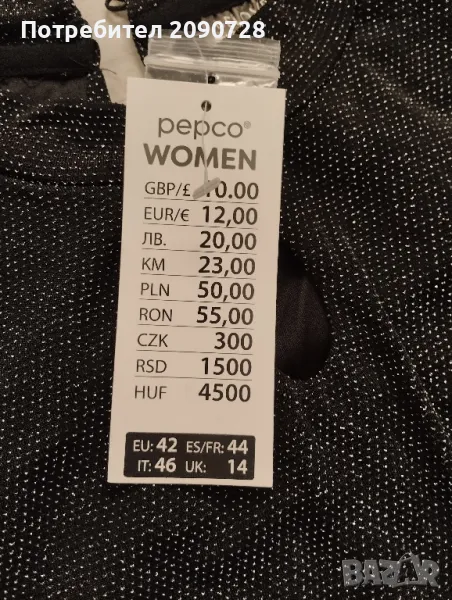 Потребител 2090728
pepco®
WOMEN
GBP/£ 10.00
EUR/€ 12,00
ЛВ. 20,00
KM 23,00
PLN 50,00
RON 55,00
CZK 300
RSD 1500
HUF 4500
EU: 42 ES/FR: 44
IT: 46 UK: 14
BAZAR